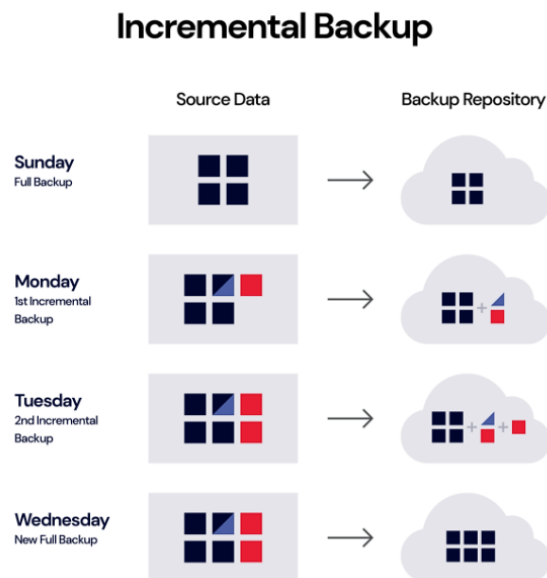 Incremental Backup
Source Data
Backup Repository
Sunday
Full Backup
Monday
1st Incremental
Backup
Tuesday
2nd Incremental
Backup
Wednesday
New Full Backup